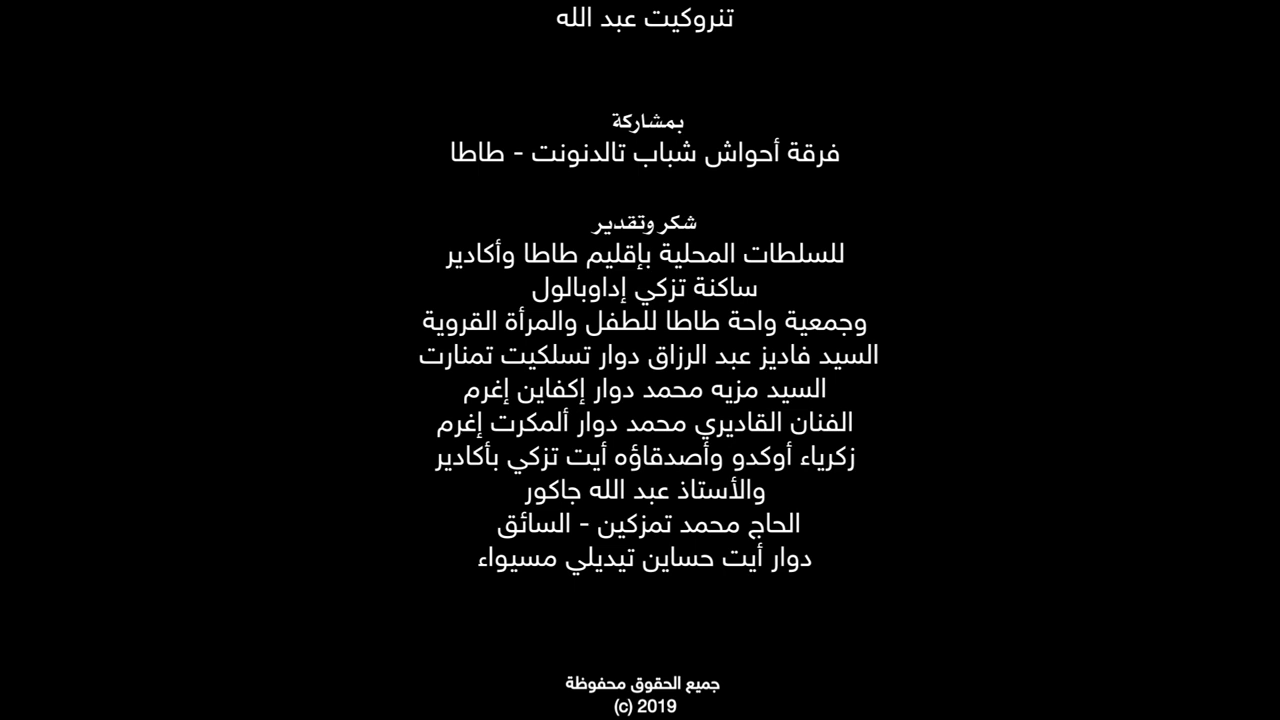 تنروكيت عبد الله
بمشاركة
فرقة أحواش شباب تالدنونت - طاطا
شكر وتقدير
للسلطات المحلية بإقليم طاطا وأكادير
ساكنة تزكي إداوبالول
وجمعية واحة طاطا للطفل والمرأة القروية
السيد فاديز عبد الرزاق دوار تسلكيت تمنارت
السيد مزيه محمد دوار إكفاين إغرم
الفنان القاديري محمد دوار ألمكرت إغرم
زكرياء أوكدو وأصدقاؤه أيت تزكي بأكادير
والأستاذ عبد الله جاكور
الحاج محمد تمزكين - السائق
دوار أيت حساين تيديلي مسيواء
جميع الحقوق محفوظة
(c) 2019